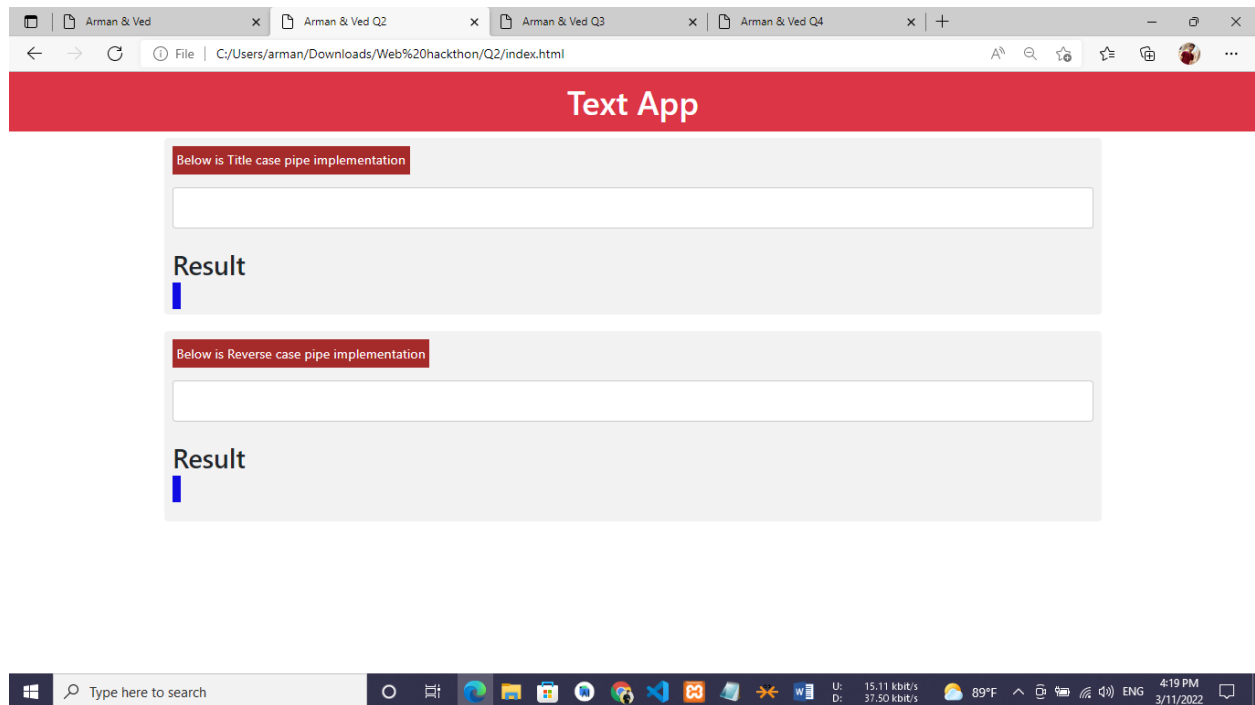 Arman & Ved
Arman & Ved Q2
Arman & Ved Q3
Arman & Ved Q4
File C:/Users/arman/Downloads/Web%20hackthon/Q2/index.html
Text App
Below is Title case pipe implementation
Result
Below is Reverse case pipe implementation
Result
Type here to search
U: 15.11 kbit/s
D: 37.50 kbit/s
89°F
ENG
4:19 PM
3/11/2022